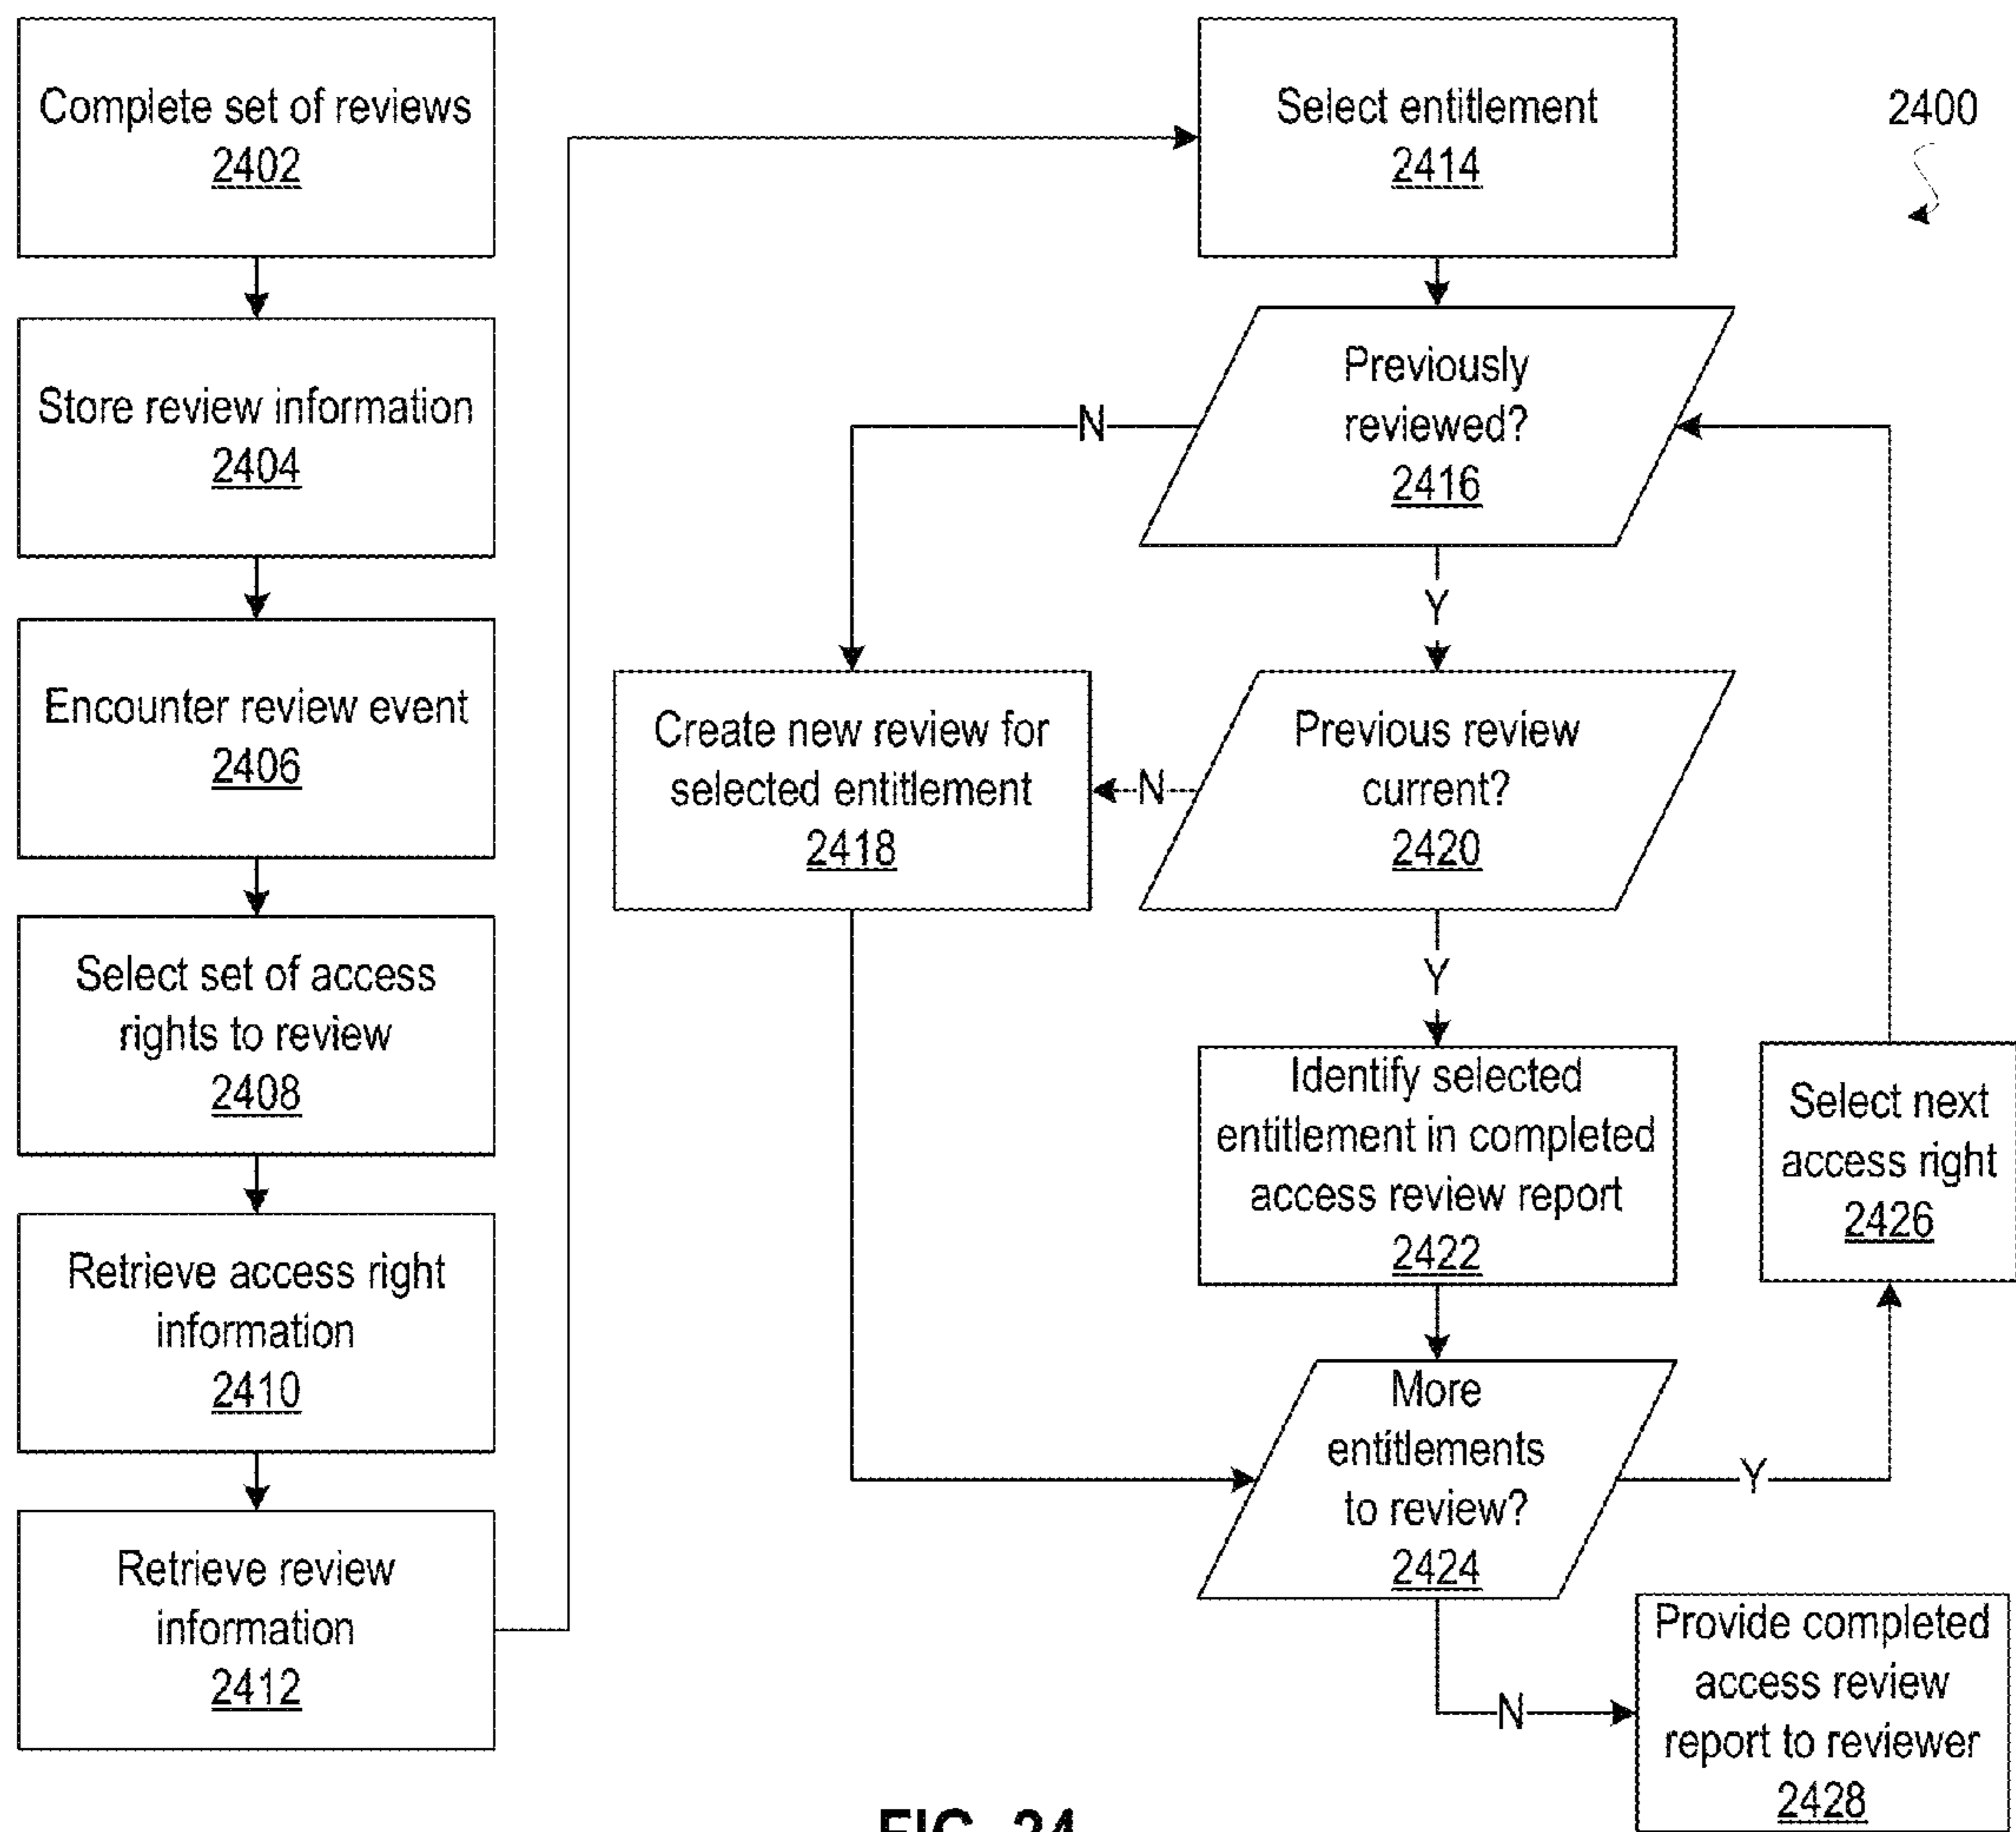 Complete set of reviews
2402
Store review information
2404
Encounter review event
2406
Select set of access
rights to review
2408
Retrieve access right
information
2410
Retrieve review
information
2412
Select entitlement
2414
2400
Previously
reviewed?
2416
N
Y
Create new review for
selected entitlement
2418
N
Previous review
current?
2420
Y
Identify selected
entitlement in completed
access review report
2422
Select next
access right
2426
More
entitlements
to review?
2424
Y
N
Provide completed
access review
report to reviewer
2428
FIG. 24